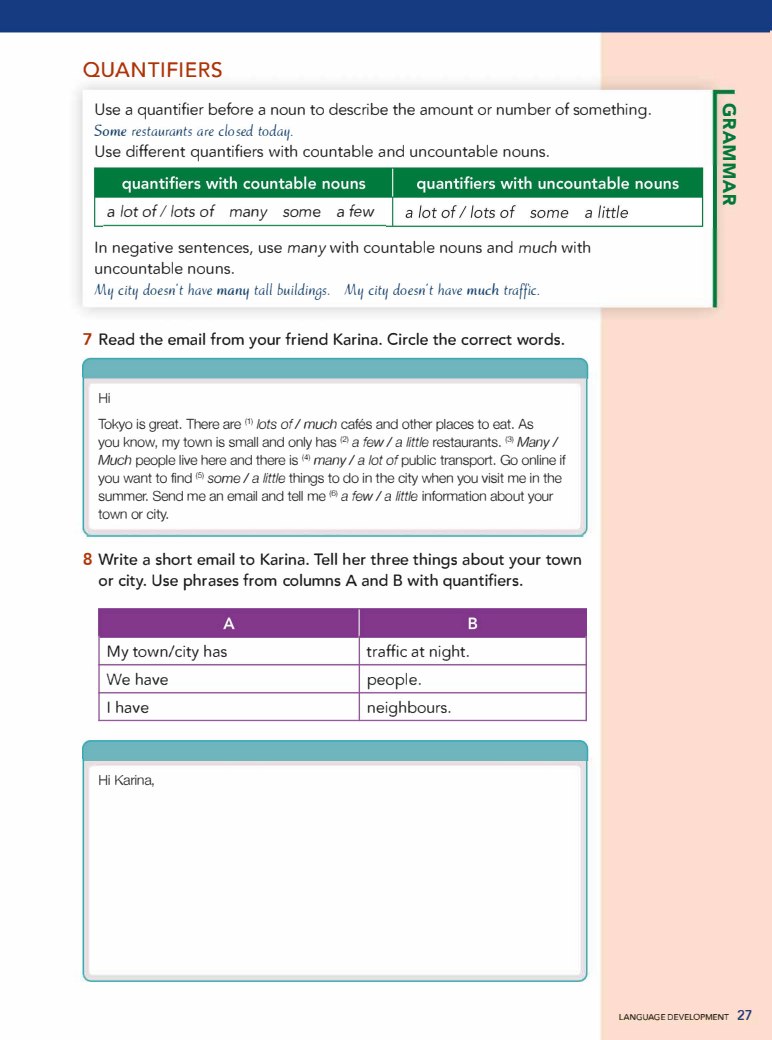 QUANTIFIERS
Use a quantifier before a noun to describe the amount or number of something.
Some restaurants are closed today.
Use different quantifiers with countable and uncountable nouns.
quantifiers with countable nouns quantifiers with uncountable nouns
a lot of / lots of many some a few a lot of / lots of some a little
In negative sentences, use many with countable nouns and much with
uncountable nouns.
My city doesn't have many tall buildings. My city doesn't have much traffic.
GRAMMAR
7 Read the email from your friend Karina. Circle the correct words.
Hi
Tokyo is great. There are (1) lots of / much cafés and other places to eat. As
you know, my town is small and only has (2) a few / a little restaurants. (3) Many /
Much people live here and there is (4) many / a lot of public transport. Go online if
you want to find (5) some / a little things to do in the city when you visit me in the
summer. Send me an email and tell me (6) a few / a little information about your
town or city.
8 Write a short email to Karina. Tell her three things about your town
or city. Use phrases from columns A and B with quantifiers.
A B
My town/city has traffic at night.
We have people.
I have neighbours.
Hi Karina,
LANGUAGE DEVELOPMENT 27